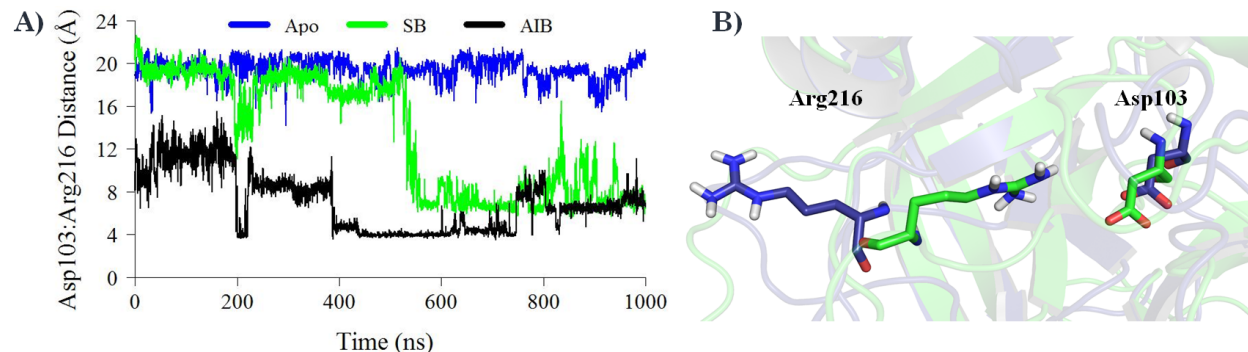 A)
Apo SB AIB
Asp103:Arg216 Distance (Å)
24
20
16
12
8
4
0
0 200 400 600 800 1000
Time (ns)
B)
Arg216 Asp103